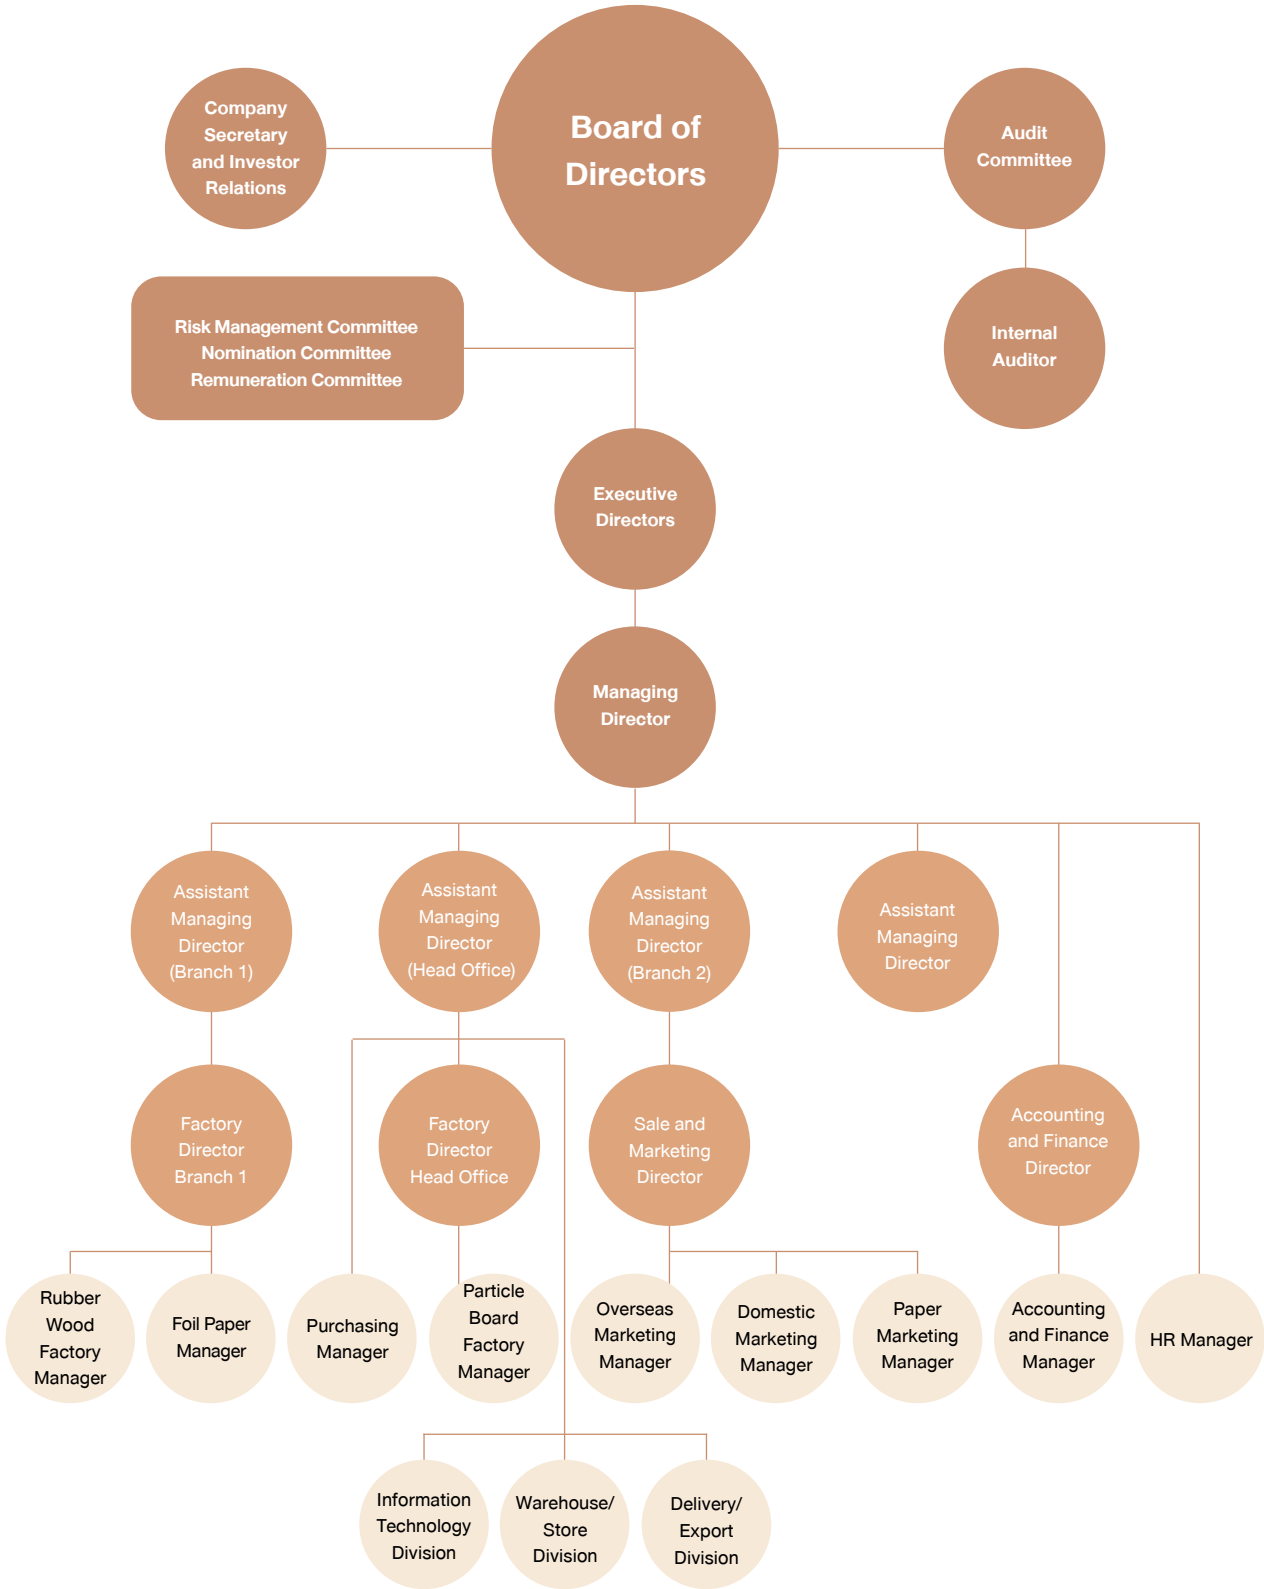 Company
Secretary
and Investor
Relations
Board of
Directors
Audit
Committee
Risk Management Committee
Nomination Committee
Remuneration Committee
Internal
Auditor
Executive
Directors
Managing
Director
Assistant
Managing
Director
(Branch 1)
Assistant
Managing
Director
(Head Office)
Assistant
Managing
Director
(Branch 2)
Assistant
Managing
Director
Factory
Director
Branch 1
Factory
Director
Head Office
Sale and
Marketing
Director
Accounting
and Finance
Director
Rubber
Wood
Factory
Manager
Foil Paper
Manager
Purchasing
Manager
Particle
Board
Factory
Manager
Overseas
Marketing
Manager
Domestic
Marketing
Manager
Paper
Marketing
Manager
Accounting
and Finance
Manager
HR Manager
Information
Technology
Division
Warehouse/
Store
Division
Delivery/
Export
Division